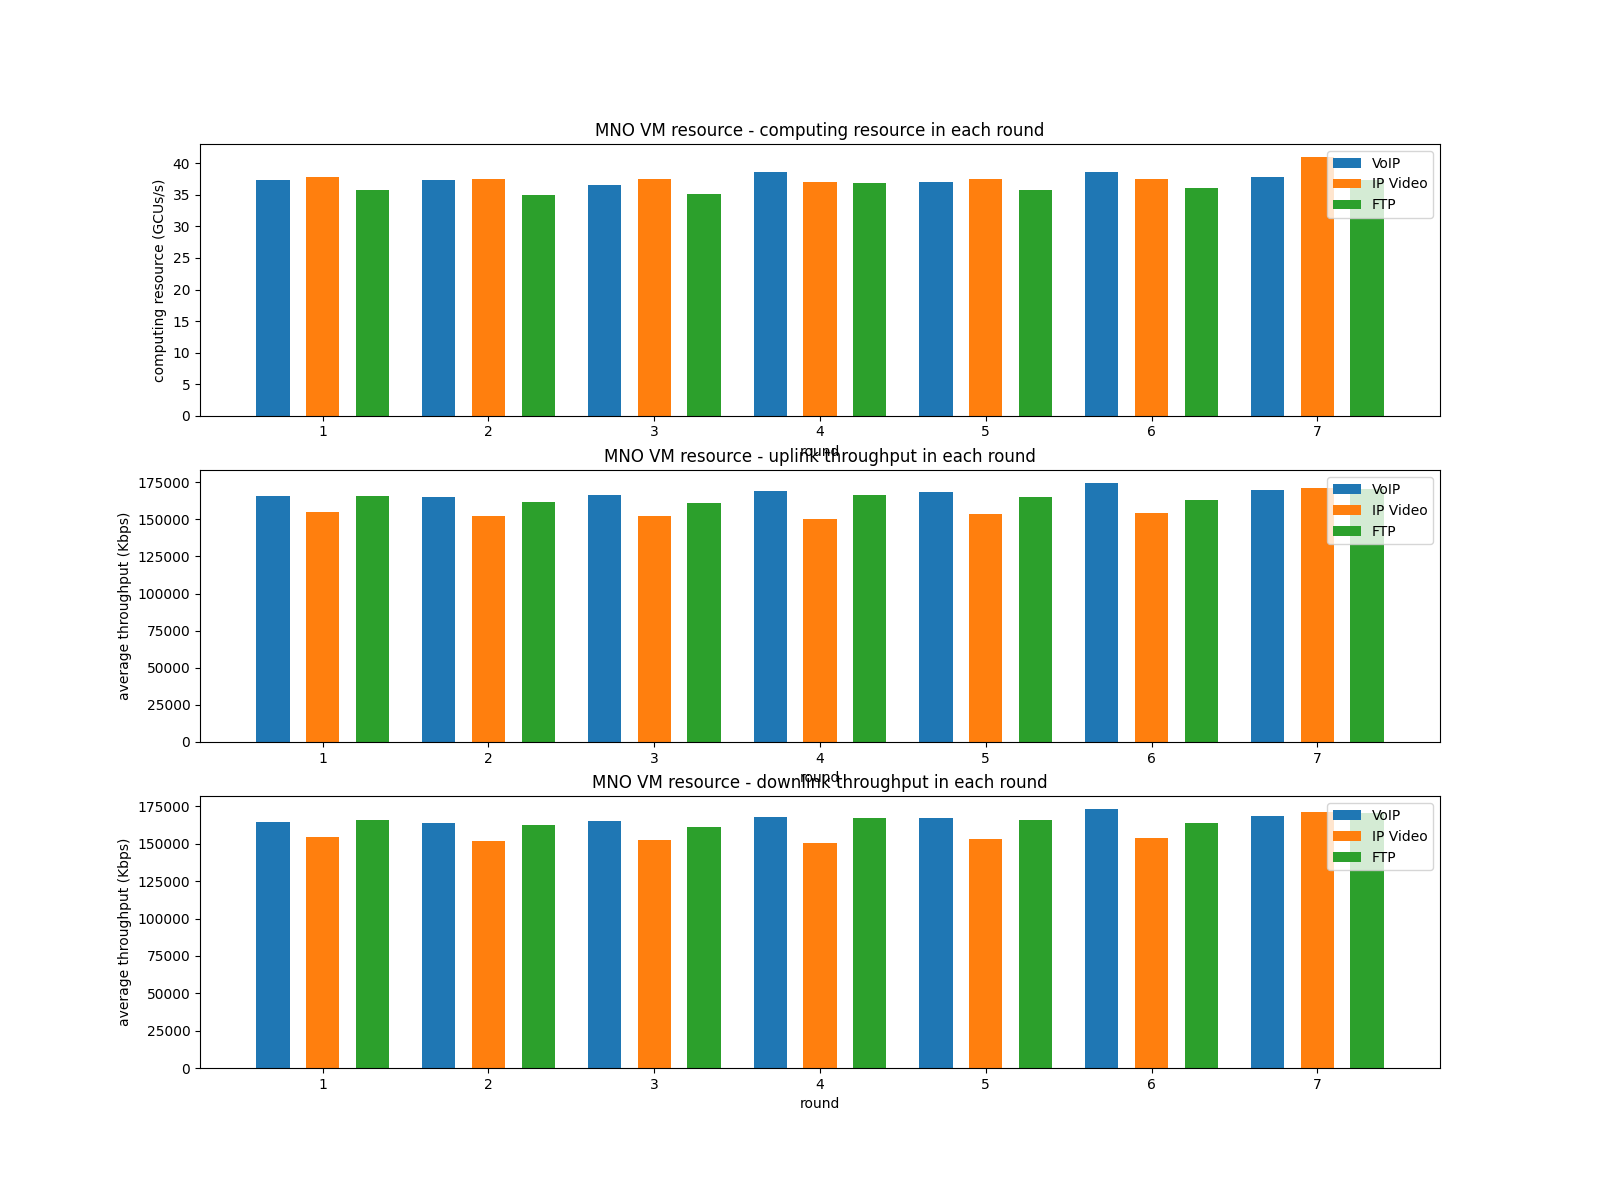 MNO VM resource - computing resource in each round
computing resource (GCUs/s)
40
35
30
25
20
15
10
5
0
VoIP
IP Video
FTP
1 2 3 4 5 6 7
round
MNO VM resource - uplink throughput in each round
average throughput (Kbps)
175000
150000
125000
100000
75000
50000
25000
0
VoIP
IP Video
FTP
1 2 3 4 5 6 7
round
MNO VM resource - downlink throughput in each round
average throughput (Kbps)
175000
150000
125000
100000
75000
50000
25000
0
VoIP
IP Video
FTP
1 2 3 4 5 6 7
round